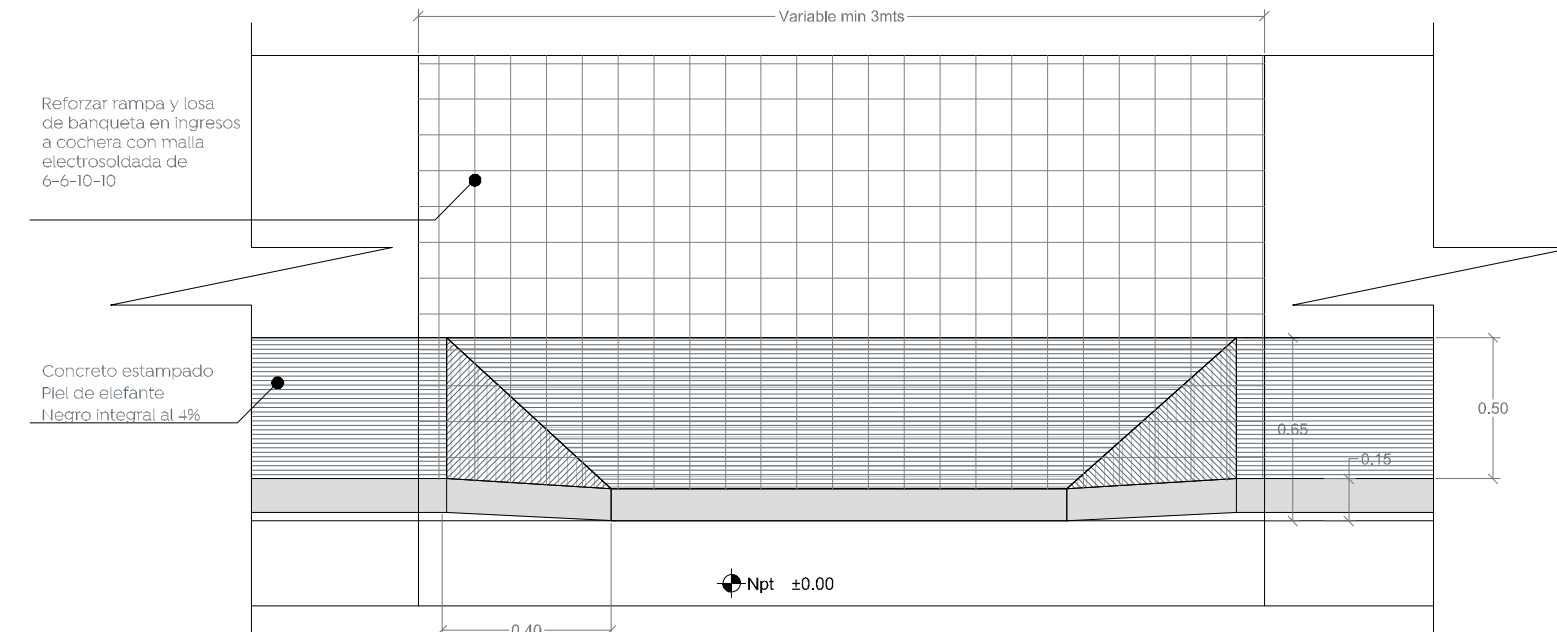 Variable min 3mts
Reforzar rampa y losa
de banqueta en ingresos
a cochera con malla
electrosoldada de
6-6-10-10
Concreto estampado
Piel de elefante
Negro integral al 4%
0.50
0.65
0.15
Npt ±0.00
0.40